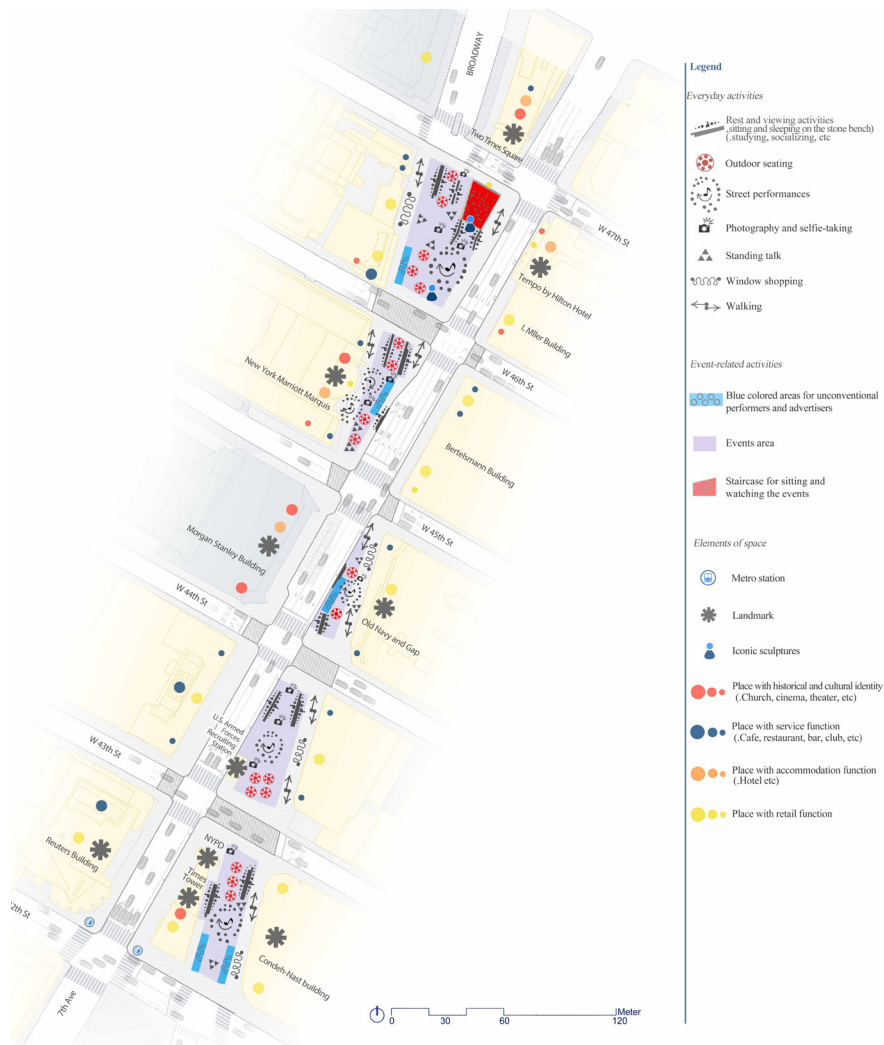 BROADWAY
Two Times Square
W 47th St
Tempo by Hilton Hotel
I. Mller Building
W 46th St
New York Marriott Marquis
Bertelsmann Building
W 45th St
Morgan Stanley Building
W 44th St
Old Navy and Gap
U.S. Armed
Forces
Recruiting
Station
W 43th St
NYPD
Reuters Building
Times
Tower
2th St
Condeh-Nast building
7th Ave
0
30
60
120
Meter
Legend
Everyday activities
Rest and viewing activities
.sitting and sleeping on the stone bench)
(.studying, socializing, etc
Outdoor seating
Street performances
Photography and selfie-taking
Standing talk
Window shopping
Walking
Event-related activities
Blue colored areas for unconventional
performers and advertisers
Events area
Staircase for sitting and
watching the events
Elements of space
Metro station
Landmark
Iconic sculptures
Place with historical and cultural identity
(.Church, cinema, theater, etc)
Place with service function
(.Cafe, restaurant, bar, club, etc)
Place with accommodation function
(.Hotel etc)
Place with retail function